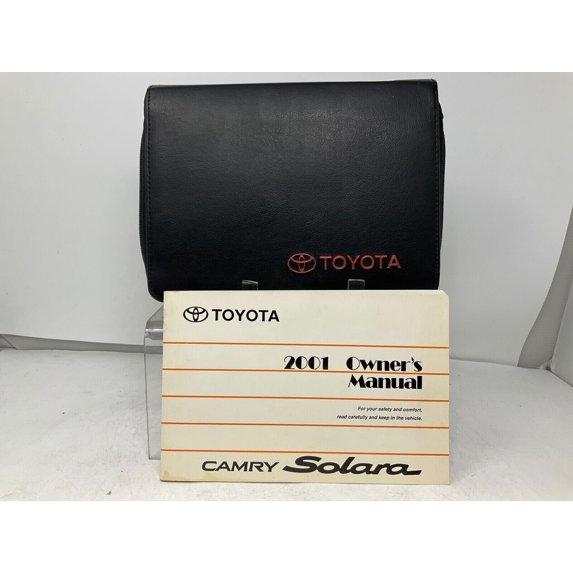 TOYOTA
TOYOTA
2001 Owner's
Manual
For your safety and comfort,
read carefully and keep in the vehicle.
CAMRY Solara